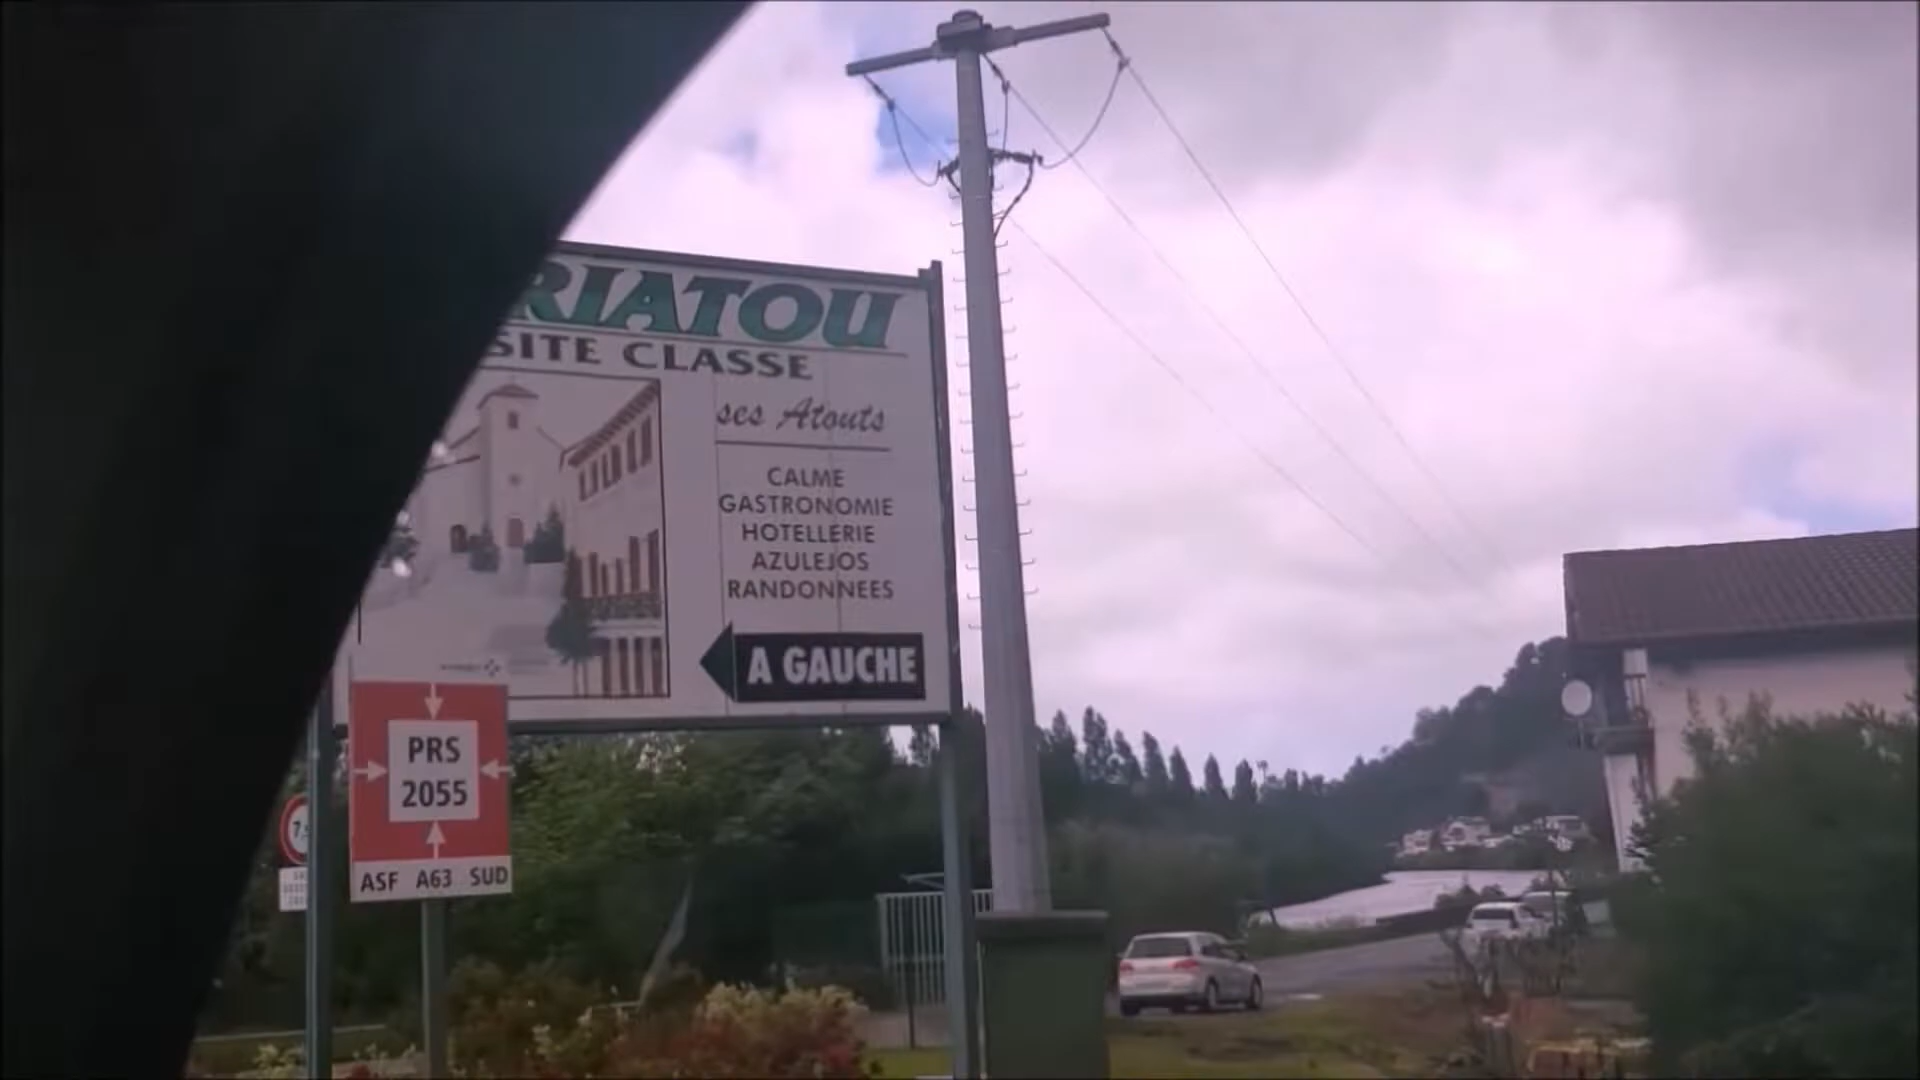 RIATOU
SITE CLASSE
ses Atouts
CALME
GASTRONOMIE
HOTELLERIE
AZULEJOS
RANDONNEES
A GAUCHE
PRS
2055
ASF A63 SUD